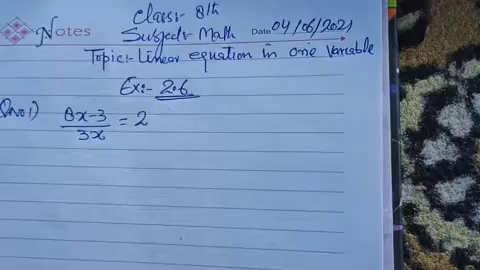 Class:- 8th
Notes
Subject:- Math
Date 04/06/2021
Topic:- Linear equation in one variable
Ex:- 2.6
Qno1) 8x-3/3x = 2